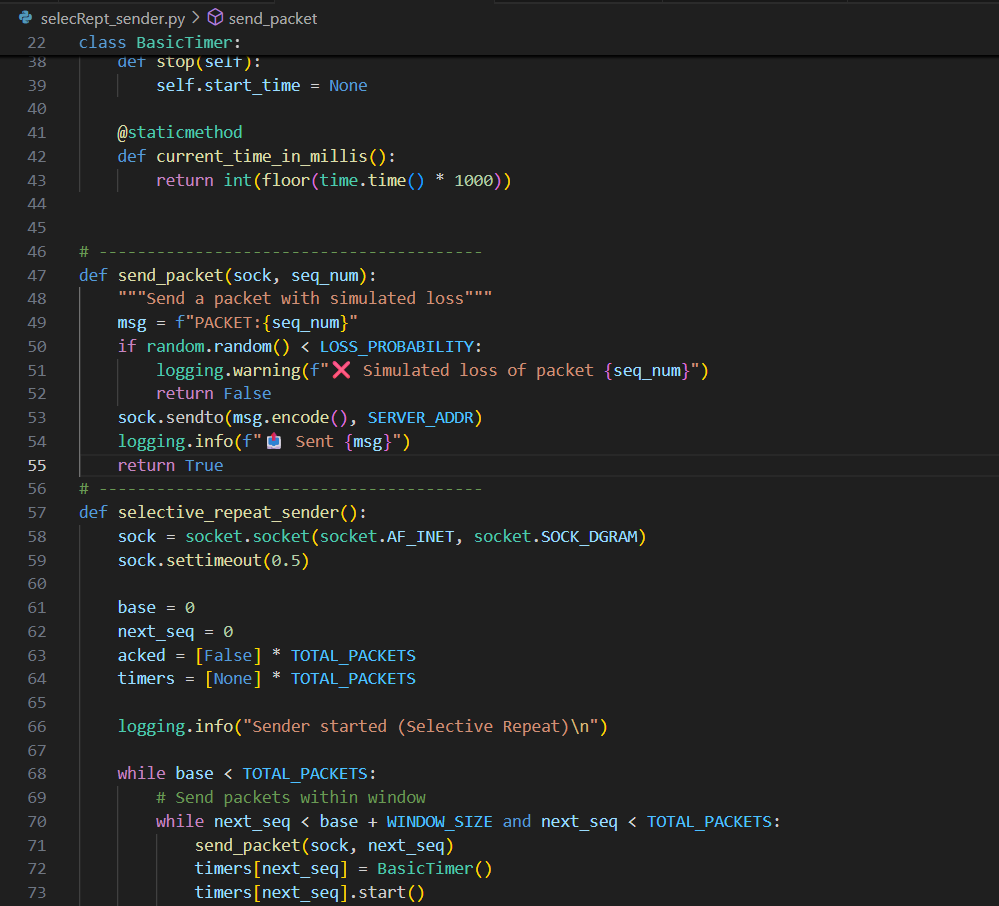 selecRept_sender.py > send_packet
22 class BasicTimer:
38 def stop(self):
39 self.start_time = None
40
41 @staticmethod
42 def current_time_in_millis():
43 return int(floor(time.time() * 1000))
44
45
46 # ----------------------------------------
47 def send_packet(sock, seq_num):
48 """Send a packet with simulated loss"""
49 msg = f"PACKET:{seq_num}"
50 if random.random() < LOSS_PROBABILITY:
51 logging.warning(f"❌ Simulated loss of packet {seq_num}")
52 return False
53 sock.sendto(msg.encode(), SERVER_ADDR)
54 logging.info(f"📤 Sent {msg}")
55 return True
56 # ----------------------------------------
57 def selective_repeat_sender():
58 sock = socket.socket(socket.AF_INET, socket.SOCK_DGRAM)
59 sock.settimeout(0.5)
60
61 base = 0
62 next_seq = 0
63 acked = [False] * TOTAL_PACKETS
64 timers = [None] * TOTAL_PACKETS
65
66 logging.info("Sender started (Selective Repeat)\n")
67
68 while base < TOTAL_PACKETS:
69 # Send packets within window
70 while next_seq < base + WINDOW_SIZE and next_seq < TOTAL_PACKETS:
71 send_packet(sock, next_seq)
72 timers[next_seq] = BasicTimer()
73 timers[next_seq].start()